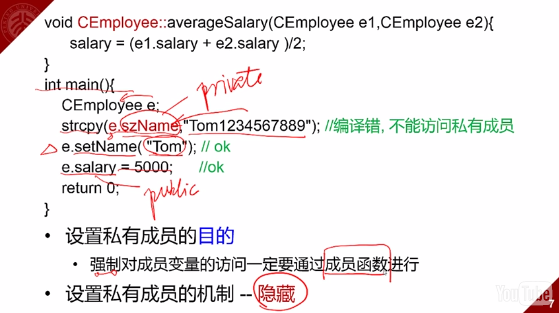 void CEmployee::averageSalary(CEmployee e1,CEmployee e2){
salary = (e1.salary + e2.salary )/2;
}
int main(){
private
CEmployee e;
strcpy(e.szName,"Tom1234567889"); //编译错, 不能访问私有成员
e.setName( "Tom"); // ok
e.salary = 5000; //ok
public
return 0;
}
• 设置私有成员的目的
• 强制对成员变量的访问一定要通过成员函数进行
• 设置私有成员的机制 -- 隐藏
YouTube
7